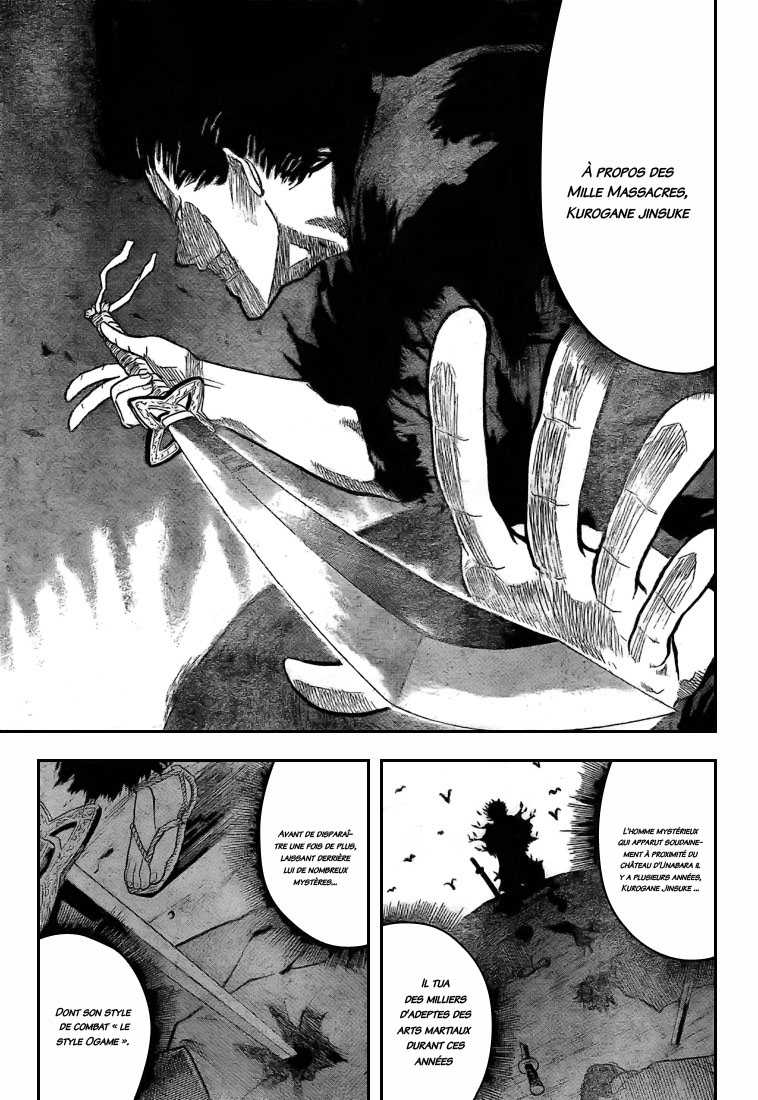 À PROPOS DES
MILLE MASSACRES,
KUROGANE JINSUKE
L'HOMME MYSTÉRIEUX
QUI APPARUT SOUDAINE-
MENT À PROXIMITÉ DU
CHÂTEAU D'UNABARA IL
Y A PLUSIEURS ANNÉES,
KUROGANE JINSUKE ...
IL TUA
DES MILLIERS
D'ADEPTES DES
ARTS MARTIAUX
DURANT CES
ANNÉES
AVANT DE DISPARAÎ-
TRE UNE FOIS DE PLUS,
LAISSANT DERRIÈRE
LUI DE NOMBREUX
MYSTÈRES...
DONT SON STYLE
DE COMBAT « LE
STYLE OGAME ».